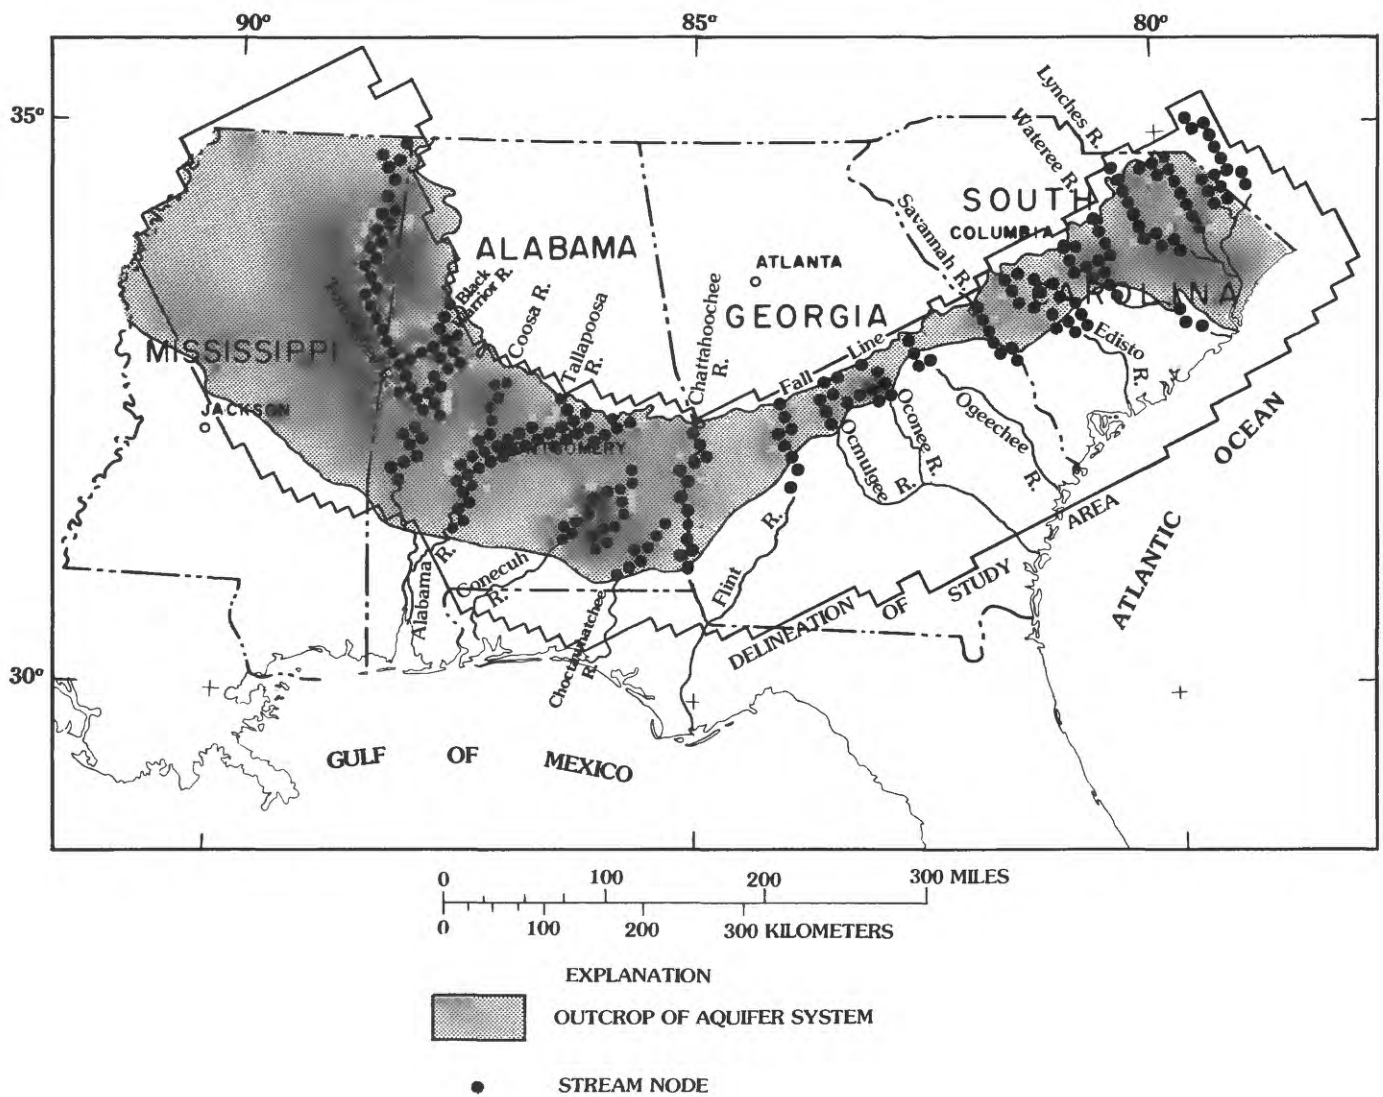 90° 85° 80°
35°
30°
Lynches R.
Wateree R.
SOUTH
CAROLINA
COLUMBIA
Savannah R.
ALABAMA
ATLANTA
GEORGIA
Black
Warrior R.
Coosa R.
Tallapoosa
R.
Chattahoochee
R.
Fall Line
Edisto
R.
MISSISSIPPI
JACKSON
MONTGOMERY
Ocmulgee
R.
Oconee R.
Ogeechee
R.
OCEAN
ATLANTIC
Alabama R.
Conecuh
R.
Choctawhatchee
R.
Flint R.
DELINEATION OF STUDY AREA
GULF OF MEXICO
0 100 200 300 MILES
0 100 200 300 KILOMETERS
EXPLANATION
OUTCROP OF AQUIFER SYSTEM
STREAM NODE